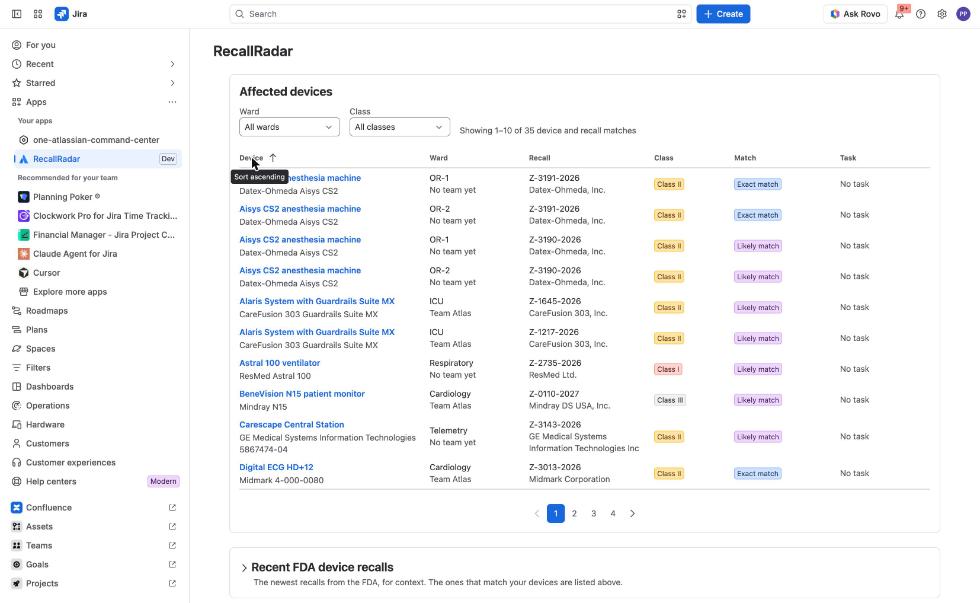 Jira
Search
Create
Ask Rovo
9+
PP
For you
Recent
Starred
Apps
Your apps
one-atlassian-command-center
RecallRadar
Dev
Recommended for your team
Planning Poker ®
Clockwork Pro for Jira Time Tracki...
Financial Manager - Jira Project C...
Claude Agent for Jira
Cursor
Explore more apps
Roadmaps
Plans
Spaces
Filters
Dashboards
Operations
Hardware
Customers
Customer experiences
Help centers
Modern
Confluence
Assets
Teams
Goals
Projects
RecallRadar
Affected devices
Ward
Class
All wards
All classes
Showing 1–10 of 35 device and recall matches
Device Ward Recall Class Match Task
Sort ascending
anesthesia machine OR-1 Z-3191-2026 Class II Exact match No task
Datex-Ohmeda Aisys CS2 No team yet Datex-Ohmeda, Inc.
Aisys CS2 anesthesia machine OR-2 Z-3191-2026 Class II Exact match No task
Datex-Ohmeda Aisys CS2 No team yet Datex-Ohmeda, Inc.
Aisys CS2 anesthesia machine OR-1 Z-3190-2026 Class II Likely match No task
Datex-Ohmeda Aisys CS2 No team yet Datex-Ohmeda, Inc.
Aisys CS2 anesthesia machine OR-2 Z-3190-2026 Class II Likely match No task
Datex-Ohmeda Aisys CS2 No team yet Datex-Ohmeda, Inc.
Alaris System with Guardrails Suite MX ICU Z-1645-2026 Class II Likely match No task
CareFusion 303 Guardrails Suite MX Team Atlas CareFusion 303, Inc.
Alaris System with Guardrails Suite MX ICU Z-1217-2026 Class II Likely match No task
CareFusion 303 Guardrails Suite MX Team Atlas CareFusion 303, Inc.
Astral 100 ventilator Respiratory Z-2735-2026 Class I Likely match No task
ResMed Astral 100 No team yet ResMed Ltd.
BeneVision N15 patient monitor Cardiology Z-0110-2027 Class III Likely match No task
Mindray N15 Team Atlas Mindray DS USA, Inc.
Carescape Central Station Telemetry Z-3143-2026 Class II Likely match No task
GE Medical Systems Information Technologies No team yet GE Medical Systems
5867474-04 Information Technologies Inc
Digital ECG HD+12 Cardiology Z-3013-2026 Class II Exact match No task
Midmark 4-000-0080 Team Atlas Midmark Corporation
1 2 3 4
Recent FDA device recalls
The newest recalls from the FDA, for context. The ones that match your devices are listed above.